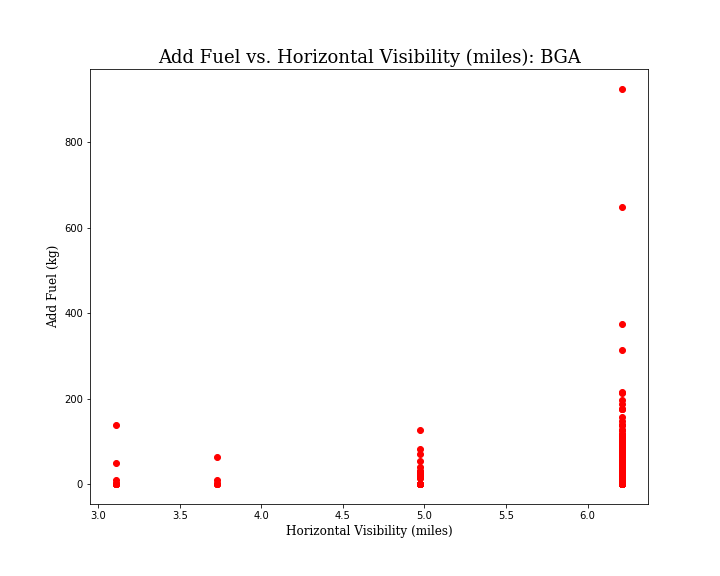 Add Fuel vs. Horizontal Visibility (miles): BGA
Add Fuel (kg)
800
600
400
200
0
3.0 3.5 4.0 4.5 5.0 5.5 6.0
Horizontal Visibility (miles)